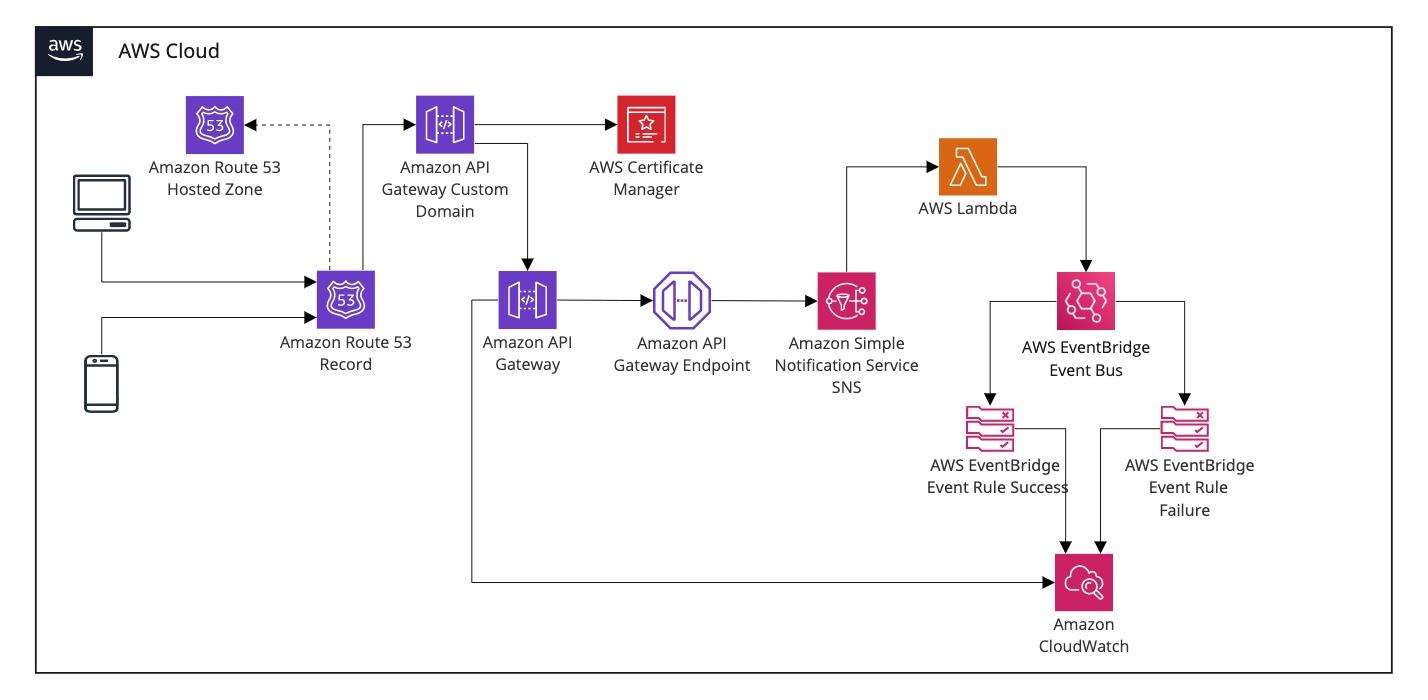 aws
AWS Cloud
53
Amazon Route 53
Hosted Zone
Amazon API
Gateway Custom
Domain
AWS Certificate
Manager
AWS Lambda
53
Amazon Route 53
Record
Amazon API
Gateway
Amazon API
Gateway Endpoint
Amazon Simple
Notification Service
SNS
AWS EventBridge
Event Bus
AWS EventBridge
Event Rule Success
AWS EventBridge
Event Rule
Failure
Amazon
CloudWatch